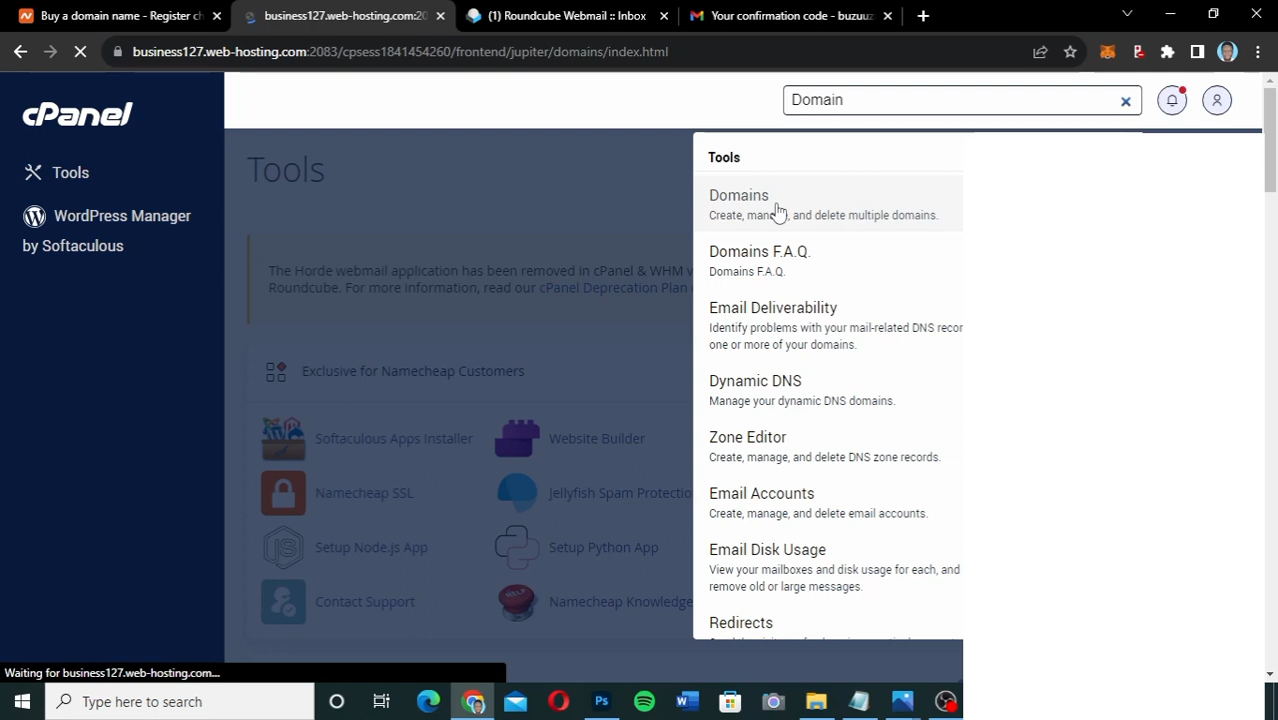 Buy a domain name - Register ch
business127.web-hosting.com:20
(1) Roundcube Webmail :: Inbox
Your confirmation code - buzuuz
business127.web-hosting.com:2083/cpsess1841454260/frontend/jupiter/domains/index.html
cPanel
Domain
Tools
WordPress Manager
by Softaculous
Tools
Tools
Domains
Create, manage, and delete multiple domains.
Domains F.A.Q.
Domains F.A.Q.
Email Deliverability
Identify problems with your mail-related DNS recor
one or more of your domains.
Dynamic DNS
Manage your dynamic DNS domains.
Zone Editor
Create, manage, and delete DNS zone records.
Email Accounts
Create, manage, and delete email accounts.
Email Disk Usage
View your mailboxes and disk usage for each, and
remove old or large messages.
Redirects
The Horde webmail application has been removed in cPanel & WHM v
Roundcube. For more information, read our cPanel Deprecation Plan
Exclusive for Namecheap Customers
Softaculous Apps Installer
Website Builder
Namecheap SSL
Jellyfish Spam Protectio
Setup Node.js App
Setup Python App
Contact Support
HELP
Namecheap Knowledge
Waiting for business127.web-hosting.com...
Type here to search